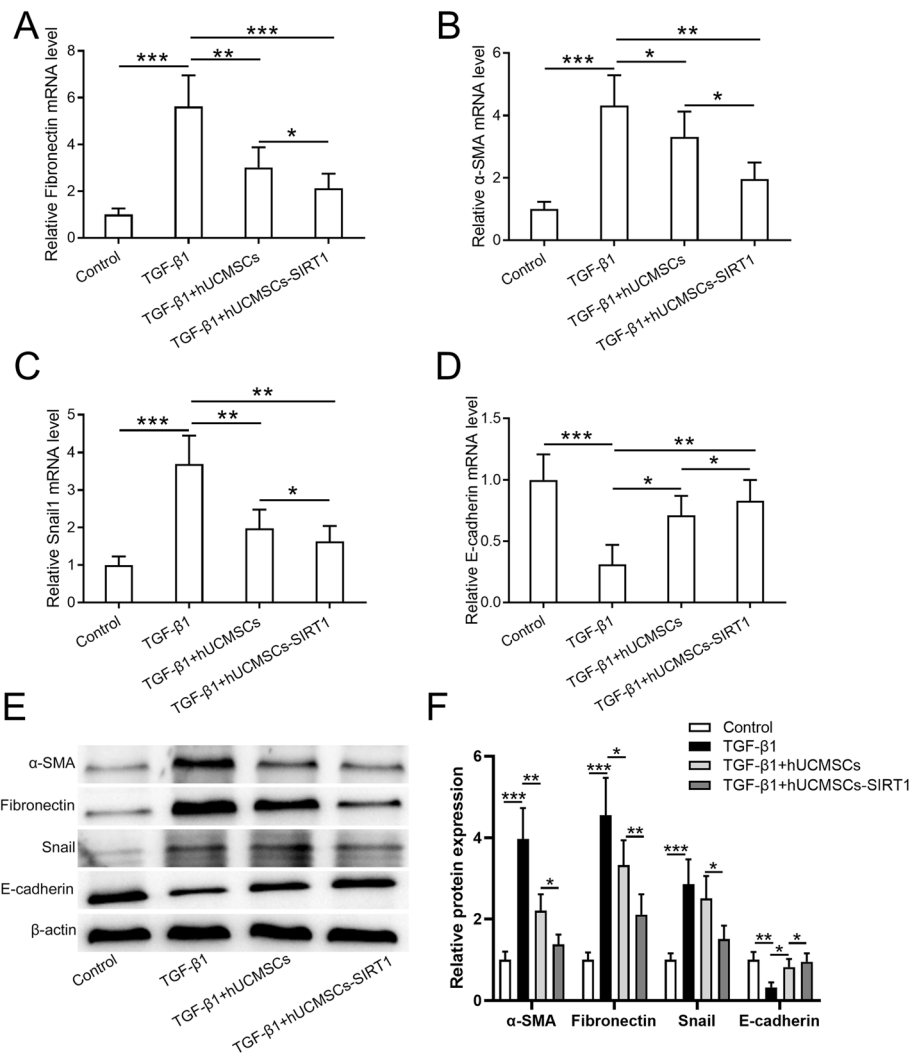 A
Relative Fibronectin mRNA level
8
6
4
2
0
***
***
**
*
Control
TGF-β1
TGF-β1+hUCMSCs
TGF-β1+hUCMSCs-SIRT1
B
Relative α-SMA mRNA level
6
4
2
0
**
***
*
*
Control
TGF-β1
TGF-β1+hUCMSCs
TGF-β1+hUCMSCs-SIRT1
C
Relative Snail1 mRNA level
5
4
3
2
1
0
**
***
**
*
Control
TGF-β1
TGF-β1+hUCMSCs
TGF-β1+hUCMSCs-SIRT1
D
Relative E-cadherin mRNA level
1.5
1.0
0.5
0.0
***
**
*
*
Control
TGF-β1
TGF-β1+hUCMSCs
TGF-β1+hUCMSCs-SIRT1
E
α-SMA
Fibronectin
Snail
E-cadherin
β-actin
Control
TGF-β1
TGF-β1+hUCMSCs
TGF-β1+hUCMSCs-SIRT1
F
Control
TGF-β1
TGF-β1+hUCMSCs
TGF-β1+hUCMSCs-SIRT1
Relative protein expression
6
4
2
0
***
**
*
***
*
**
***
*
**
*
*
α-SMA
Fibronectin
Snail
E-cadherin